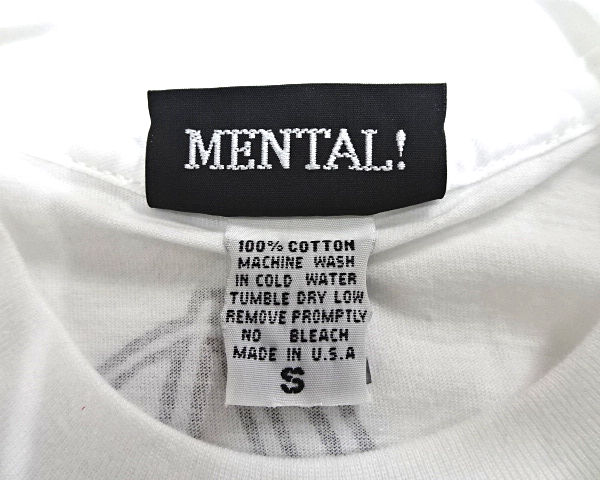 MENTAL!
100% COTTON
MACHINE WASH
IN COLD WATER
TUMBLE DRY LOW
REMOVE PROMPTLY
NO BLEACH
MADE IN U.S.A
S